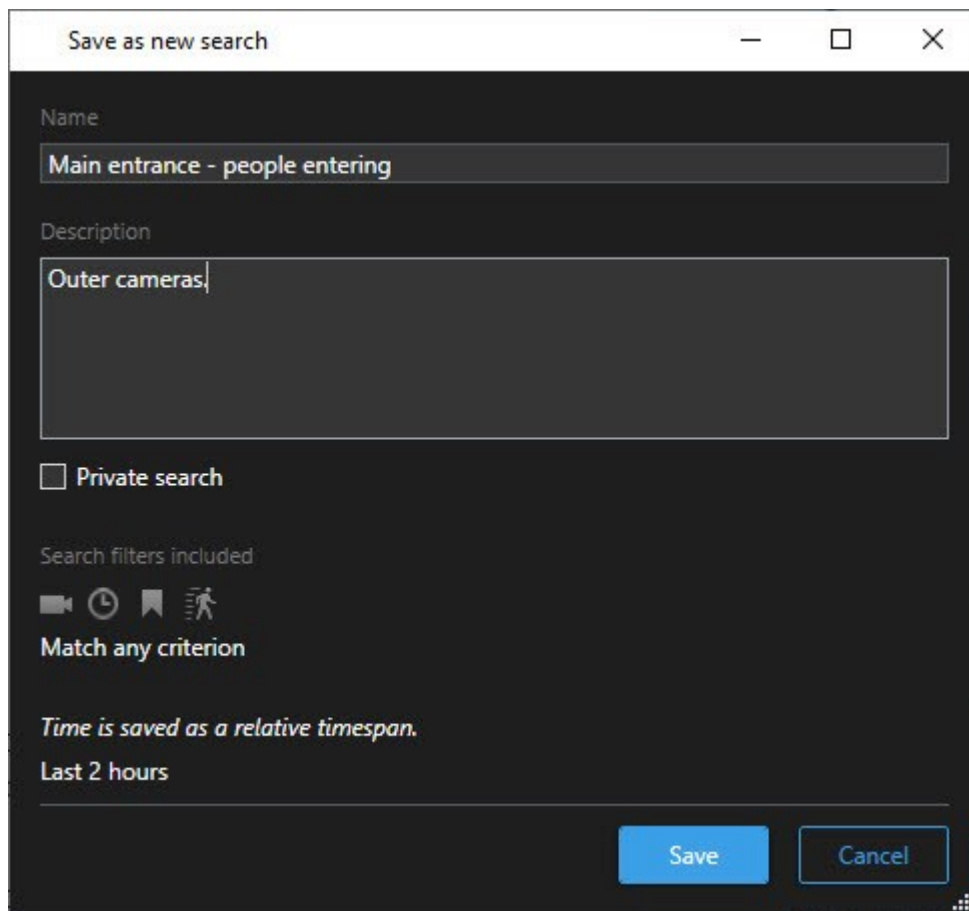 Save as new search
Name
Main entrance - people entering
Description
Outer cameras.
Private search
Search filters included
Match any criterion
Time is saved as a relative timespan.
Last 2 hours
Save
Cancel